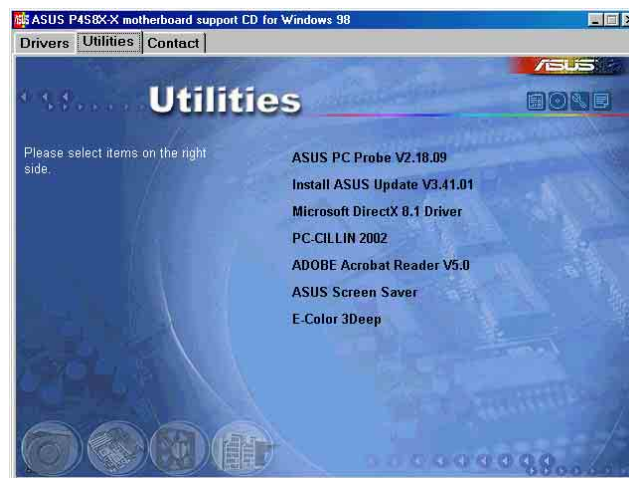 ASUS P4S8X-X motherboard support CD for Windows 98
Drivers Utilities Contact
ASUS
Utilities
Please select items on the right
side.
ASUS PC Probe V2.18.09
Install ASUS Update V3.41.01
Microsoft DirectX 8.1 Driver
PC-CILLIN 2002
ADOBE Acrobat Reader V5.0
ASUS Screen Saver
E-Color 3Deep